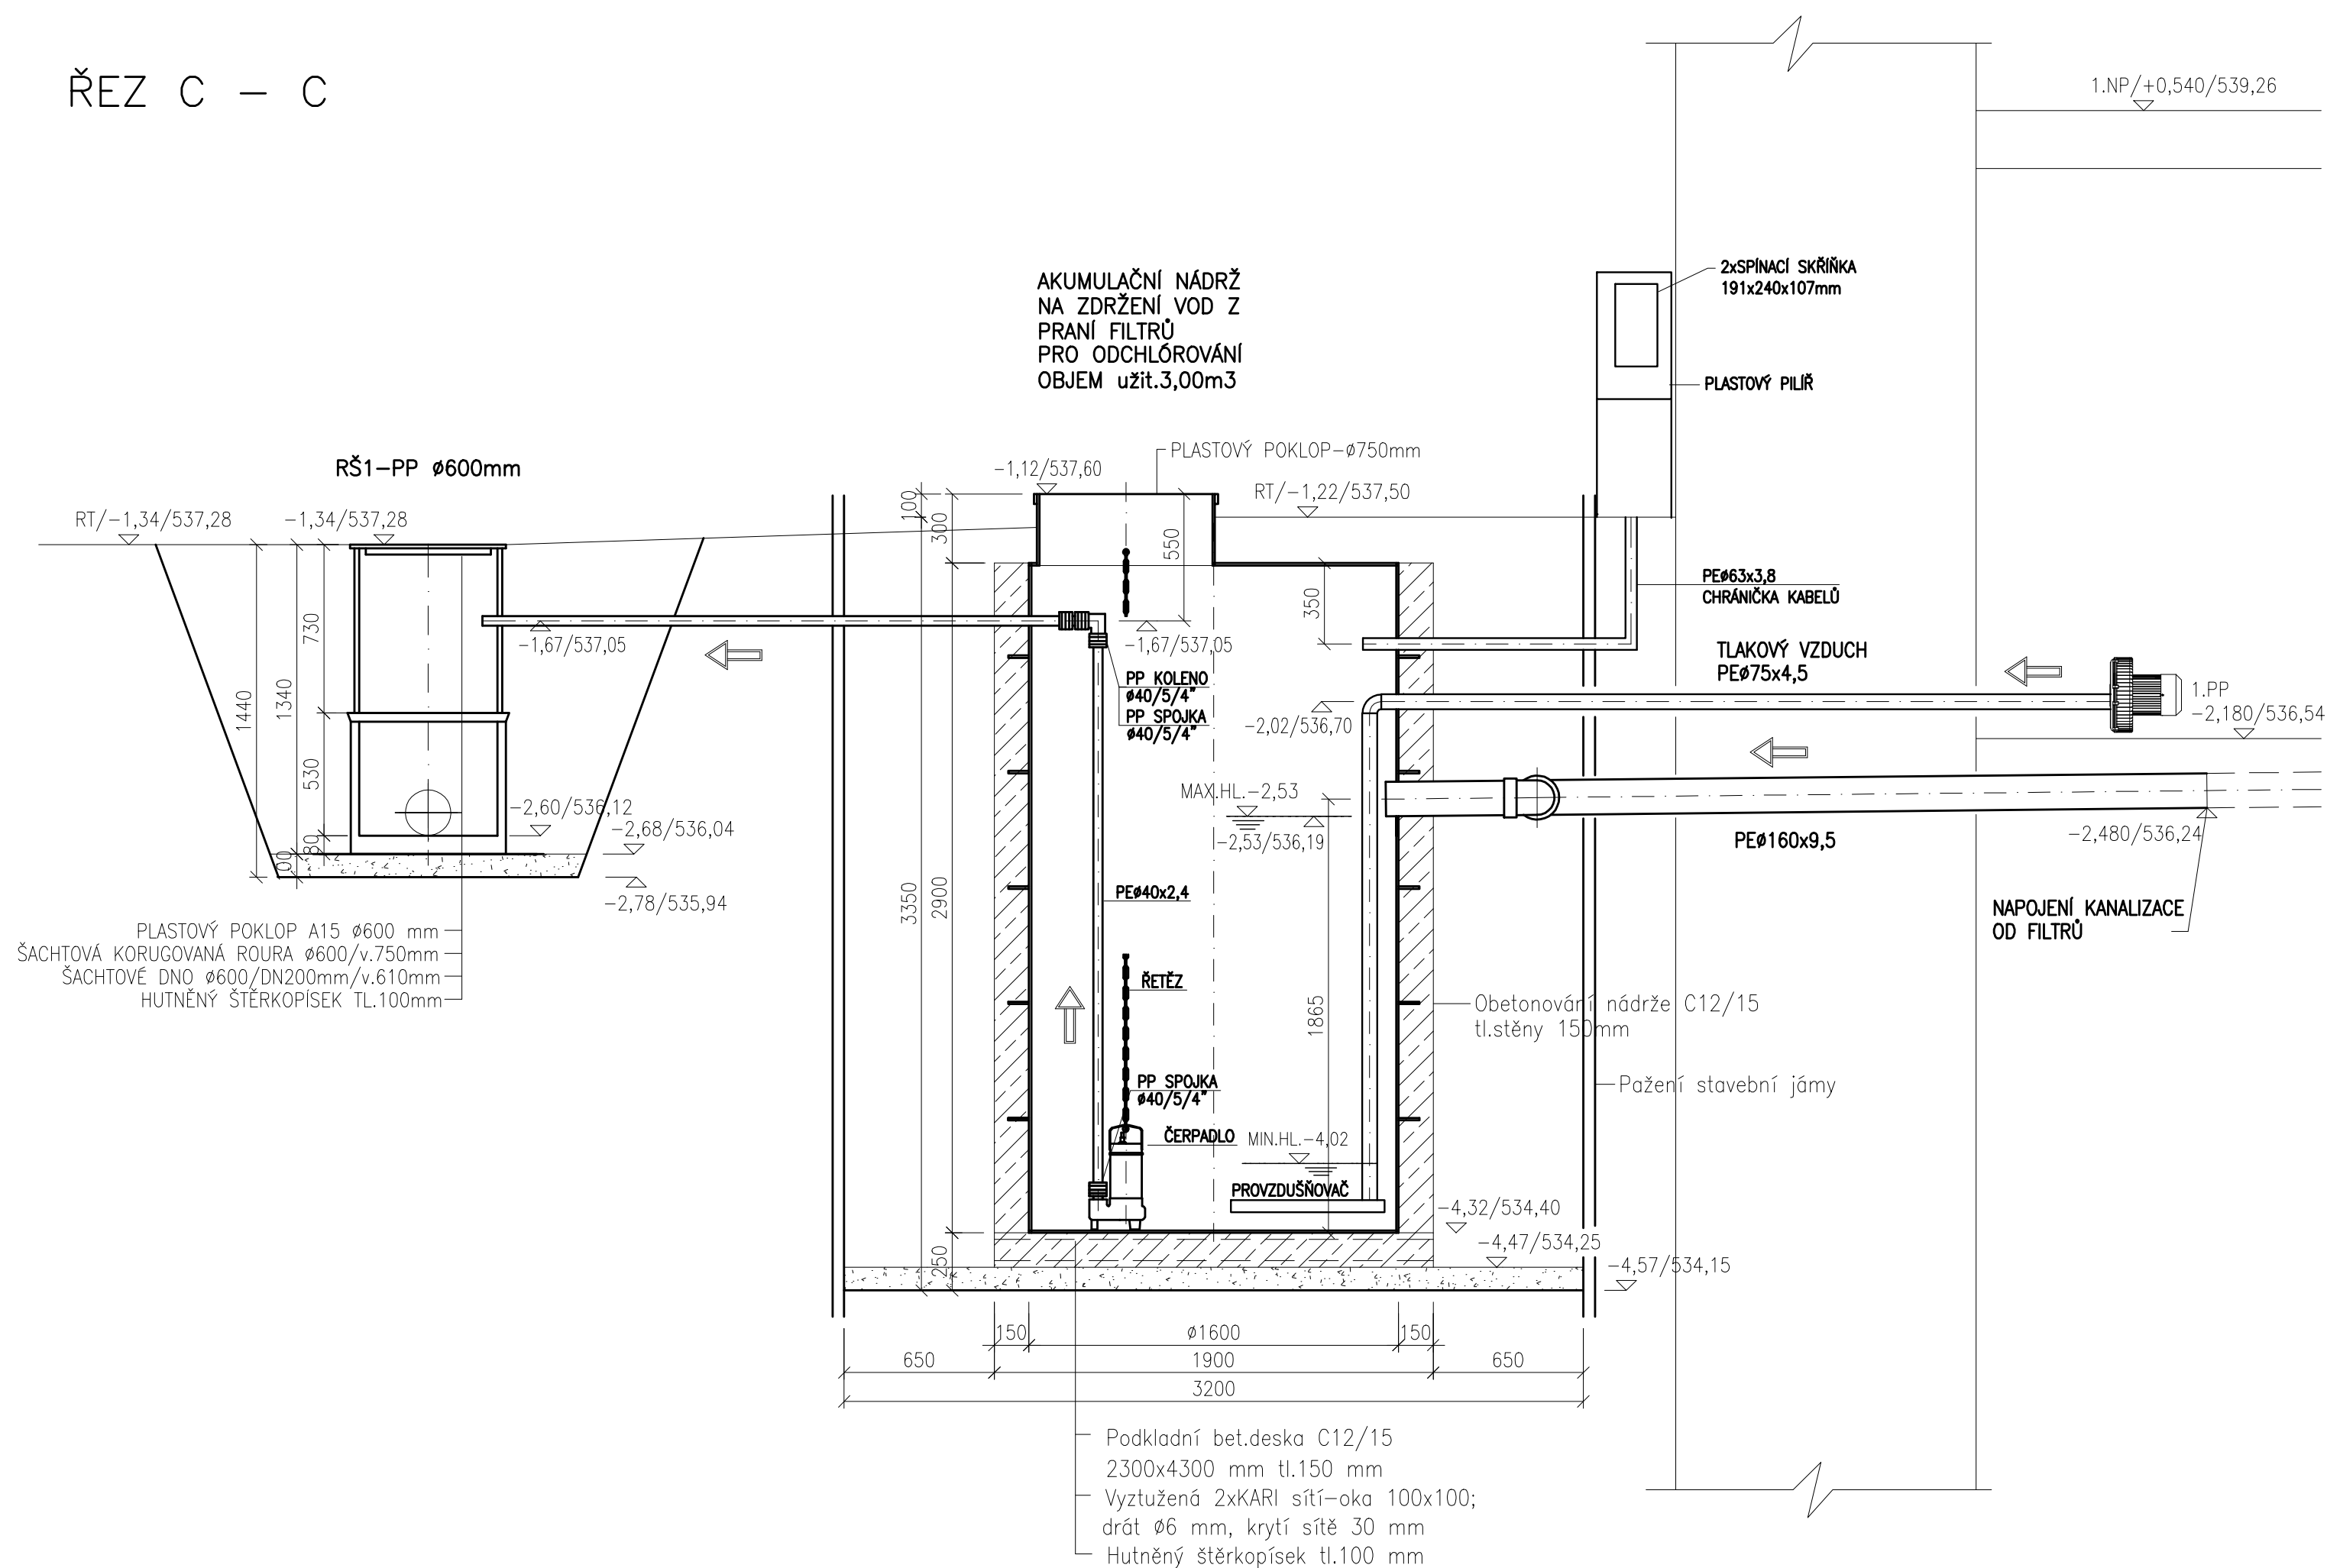 ŘEZ C – C
1.NP/+0,540/539,26
2xSPÍNACÍ SKŘÍŇKA
191x240x107mm
AKUMULAČNÍ NÁDRŽ
NA ZDRŽENÍ VOD Z
PRANÍ FILTRŮ
PRO ODCHLÓROVÁNÍ
OBJEM užit.3,00m3
PLASTOVÝ PILÍŘ
RŠ1–PP ø600mm
PLASTOVÝ POKLOP–ø750mm
–1,12/537,60
RT/–1,22/537,50
RT/–1,34/537,28
–1,34/537,28
100
300
550
350
PEø63x3,8
CHRÁNIČKA KABELŮ
730
–1,67/537,05
–1,67/537,05
TLAKOVÝ VZDUCH
PEø75x4,5
PP KOLENO
ø40/5/4"
PP SPOJKA
ø40/5/4"
1.PP
–2,180/536,54
–2,02/536,70
1440
1340
530
80
100
–2,60/536,12
–2,68/536,04
–2,78/535,94
MAX.HL.–2,53
–2,53/536,19
PEø160x9,5
–2,480/536,24
NAPOJENÍ KANALIZACE
OD FILTRŮ
PEø40x2,4
3350
2900
PLASTOVÝ POKLOP A15 ø600 mm
ŠACHTOVÁ KORUGOVANÁ ROURA ø600/v.750mm
ŠACHTOVÉ DNO ø600/DN200mm/v.610mm
HUTNĚNÝ ŠTĚRKOPÍSEK TL.100mm
ŘETĚZ
1865
Obetonování nádrže C12/15
tl.stěny 150mm
PP SPOJKA
ø40/5/4"
Pažení stavební jámy
ČERPADLO
MIN.HL.–4,02
PROVZDUŠŇOVAČ
–4,32/534,40
–4,47/534,25
–4,57/534,15
250
150
ø1600
150
650
1900
650
3200
Podkladní bet.deska C12/15
2300x4300 mm tl.150 mm
Vyztužená 2xKARI sítí–oka 100x100;
drát ø6 mm, krytí sítě 30 mm
Hutněný štěrkopísek tl.100 mm